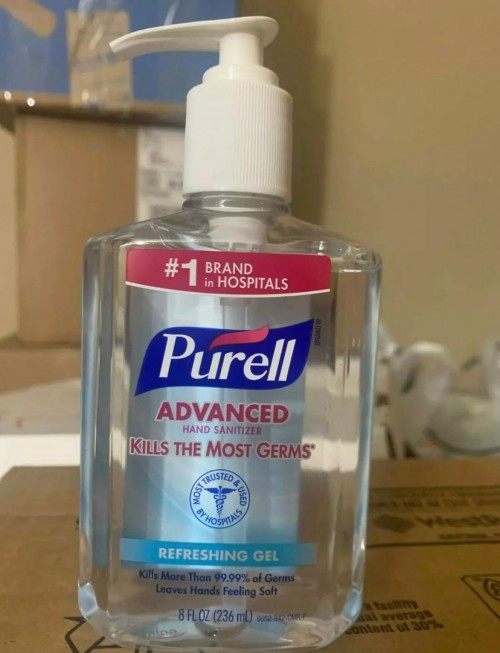 #1 BRAND
in HOSPITALS
Purell
ADVANCED
HAND SANITIZER
KILLS THE MOST GERMS*
MOST TRUSTED & USED
BY HOSPITALS
REFRESHING GEL
Kills More Than 99.99% of Germs
Leaves Hands Feeling Soft
8 FL OZ (236 mL)
facility
average
content of 30%